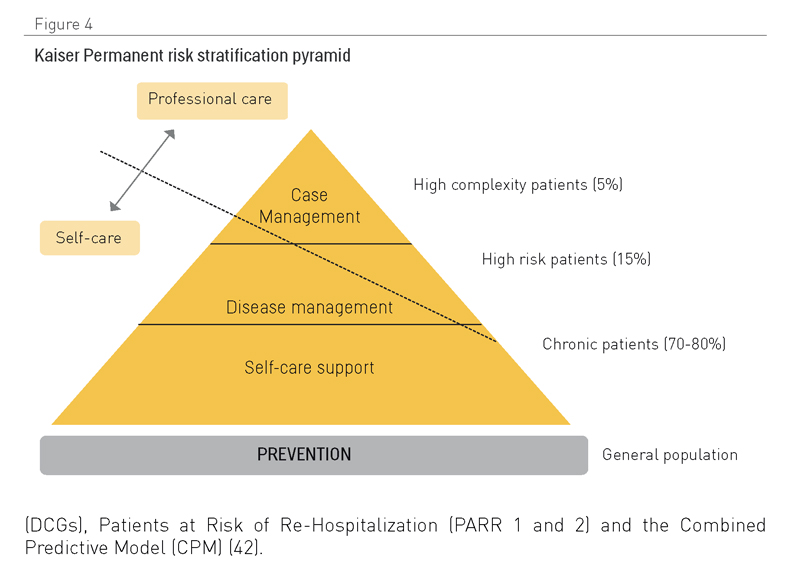 Figure 4
Kaiser Permanent risk stratification pyramid
Professional care
Self-care
Case
Management
High complexity patients (5%)
High risk patients (15%)
Disease management
Chronic patients (70-80%)
Self-care support
PREVENTION
General population
(DCGs), Patients at Risk of Re-Hospitalization (PARR 1 and 2) and the Combined
Predictive Model (CPM) (42).